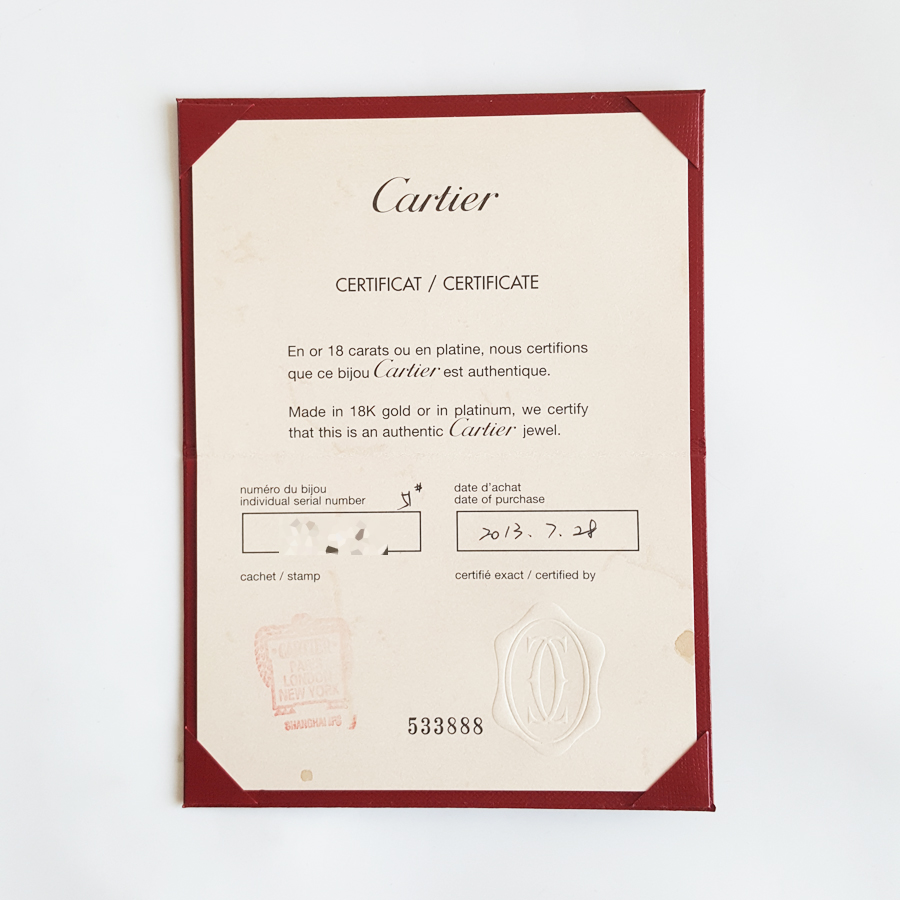 Cartier
CERTIFICAT / CERTIFICATE
En or 18 carats ou en platine, nous certifions
que ce bijou Cartier est authentique.
Made in 18K gold or in platinum, we certify
that this is an authentic Cartier jewel.
numéro du bijou
individual serial number
date d'achat
date of purchase
2013. 7. 28
cachet / stamp
certifié exact / certified by
CARTIER
PARIS
LONDON
NEW YORK
SHANGHAI IFC
533888